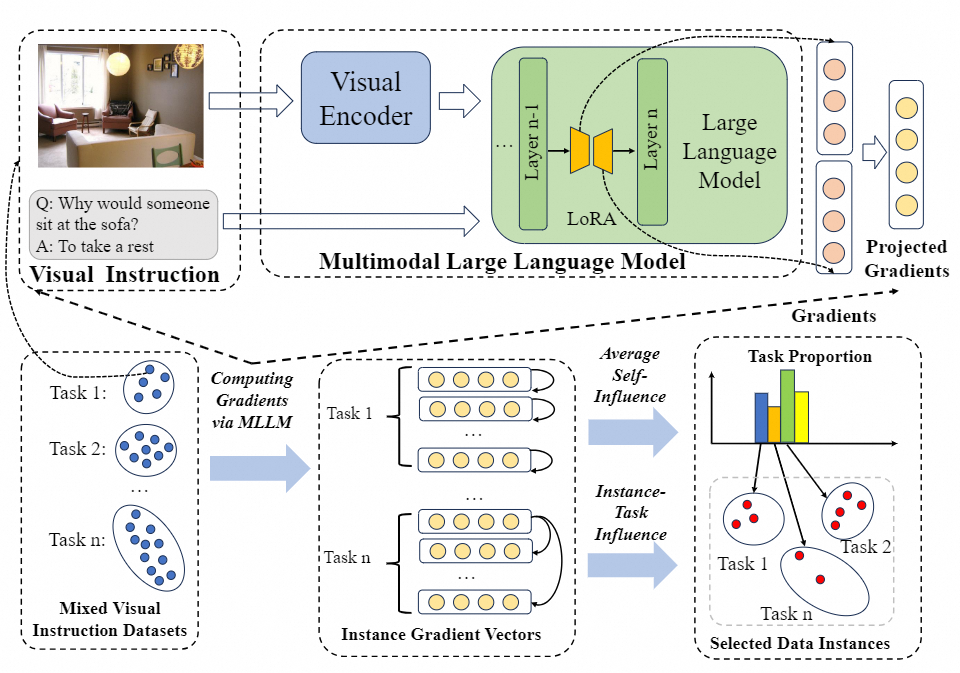 Visual
Encoder
...
Layer n-1
LoRA
Layer n
Large
Language
Model
Q: Why would someone
sit at the sofa?
A: To take a rest
Visual Instruction
Multimodal Large Language Model
Projected
Gradients
Gradients
Task 1:
Task 2:
...
Task n:
Mixed Visual
Instruction Datasets
Computing
Gradients
via MLLM
Task 1
...
...
Task n
...
Instance Gradient Vectors
Average
Self-
Influence
Instance-
Task
Influence
Task Proportion
Task 1
Task 2
Task n
Selected Data Instances